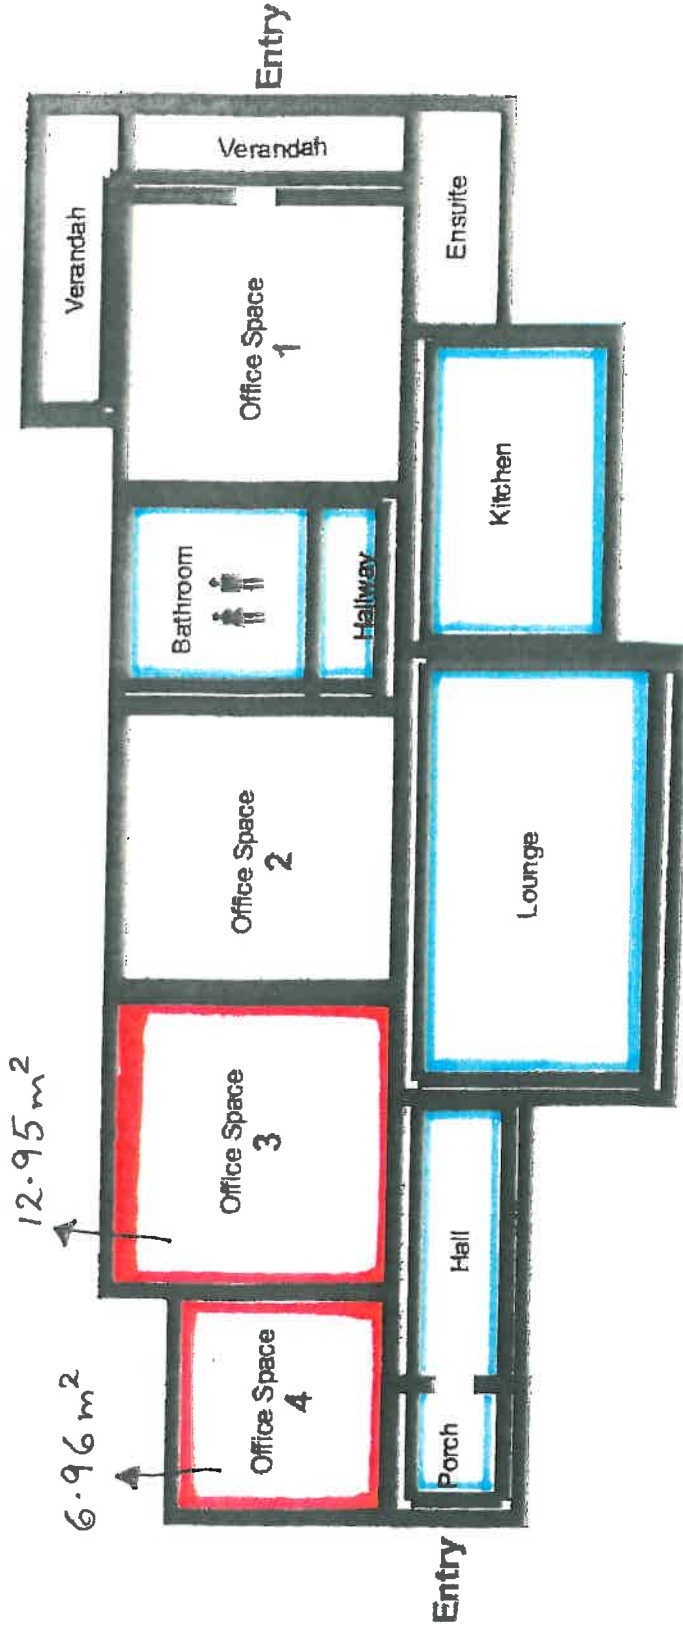 6.96 m²
12.95 m²
Entry
Verandah
Verandah
Office Space
4
Office Space
3
Office Space
2
Bathroom
Hallway
Office Space
1
Ensuite
Porch
Hall
Lounge
Kitchen
Entry